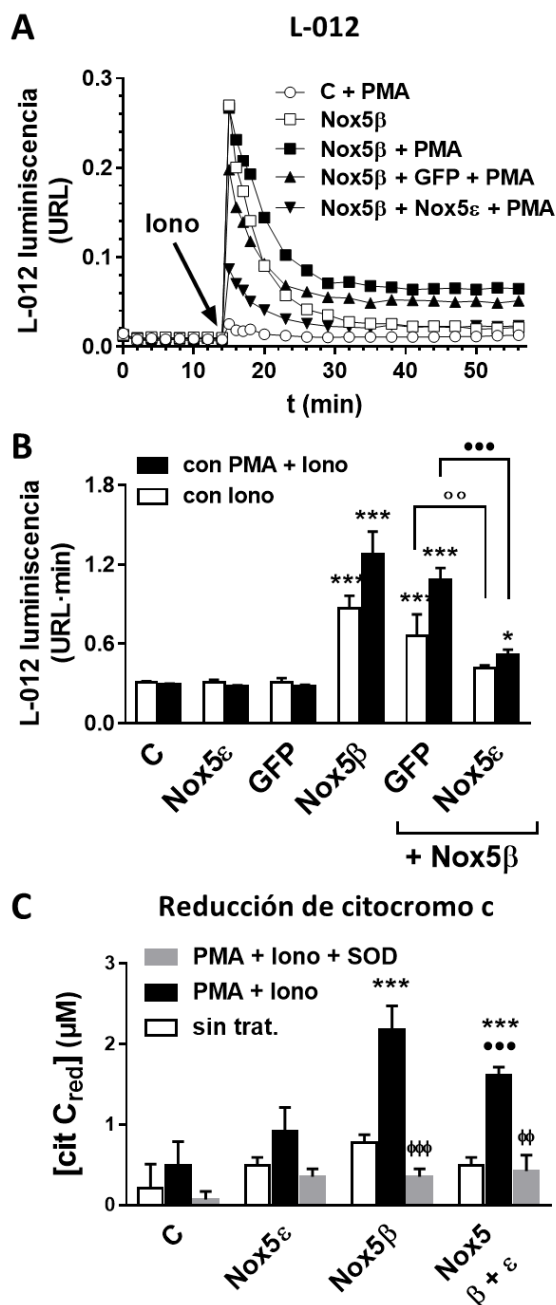 A
L-012
L-012 luminiscencia
(URL)
0.3
0.2
0.1
0.0
Iono
C + PMA
Nox5β
Nox5β + PMA
Nox5β + GFP + PMA
Nox5β + Nox5ε + PMA
0 10 20 30 40 50
t (min)
B
con PMA + Iono
con Iono
L-012 luminiscencia
(URL·min)
1.8
1.2
0.6
0.0
*** *** *** *** *
°° •••
C Nox5ε GFP Nox5β GFP Nox5ε
+ Nox5β
C
Reducción de citocromo c
PMA + Iono + SOD
PMA + Iono
sin trat.
[cit Cred] (µM)
3
2
1
0
*** ϕϕϕ *** ••• ϕϕ
C Nox5ε Nox5β Nox5
β + ε